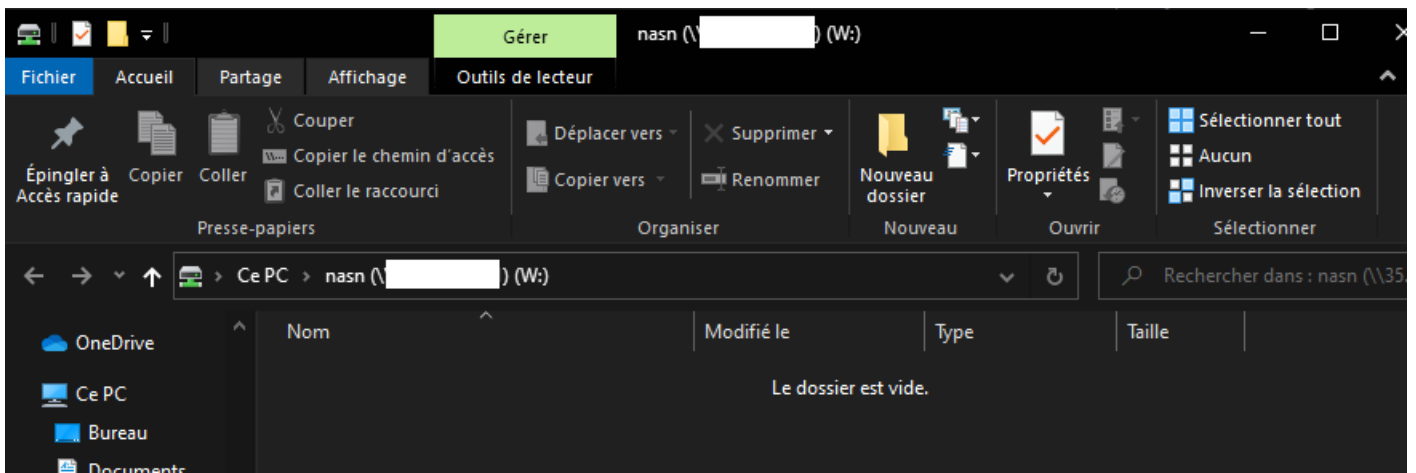 Gérer
nasn (\\ ) (W:)
Fichier
Accueil
Partage
Affichage
Outils de lecteur
Épingler à
Accès rapide
Copier
Coller
Couper
Copier le chemin d'accès
Coller le raccourci
Presse-papiers
Déplacer vers
Copier vers
Supprimer
Renommer
Organiser
Nouveau
dossier
Nouveau
Propriétés
Ouvrir
Sélectionner tout
Aucun
Inverser la sélection
Sélectionner
Ce PC > nasn (\\ ) (W:)
Rechercher dans : nasn (\\35.
OneDrive
Ce PC
Bureau
Documents
Nom
Modifié le
Type
Taille
Le dossier est vide.